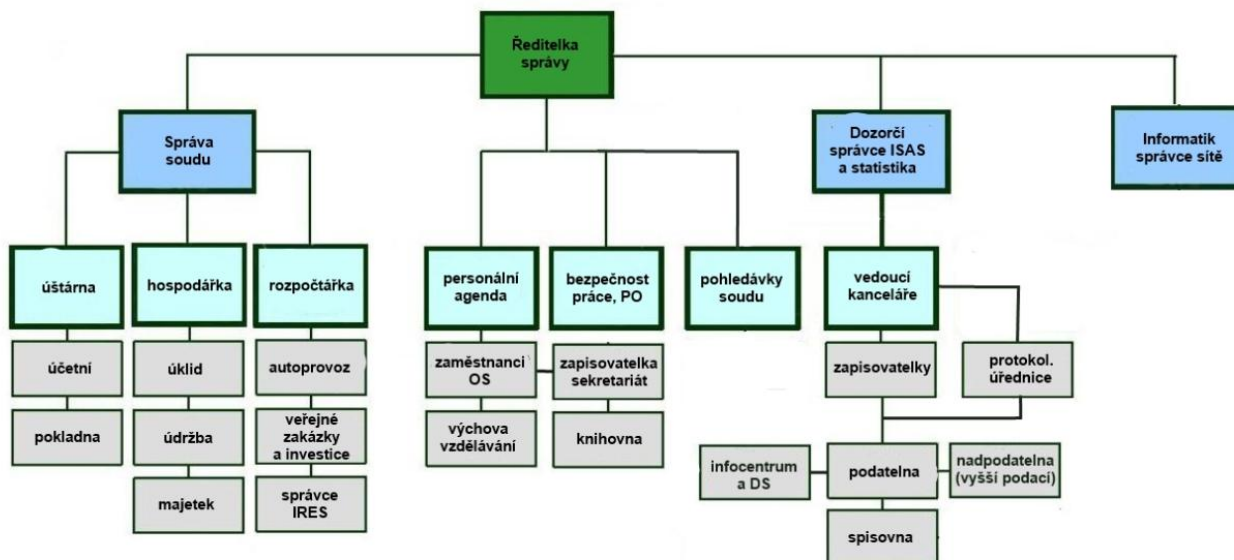 Ředitelka
správy
Správa
soudu
Dozorčí
správce ISAS
a statistika
Informatik
správce sítě
úštárna
hospodářka
rozpočtářka
personální
agenda
bezpečnost
práce, PO
pohledávky
soudu
vedoucí
kanceláře
účetní
úklid
autoprovoz
zaměstnanci
OS
zapisovatelka
sekretariát
zapisovatelky
protokol.
úřednice
pokladna
údržba
veřejné
zakázky
a investice
výchova
vzdělávání
knihovna
infocentrum
a DS
podatelna
nadpodatelna
(vyšší podací)
majetek
správce
IRES
spisovna